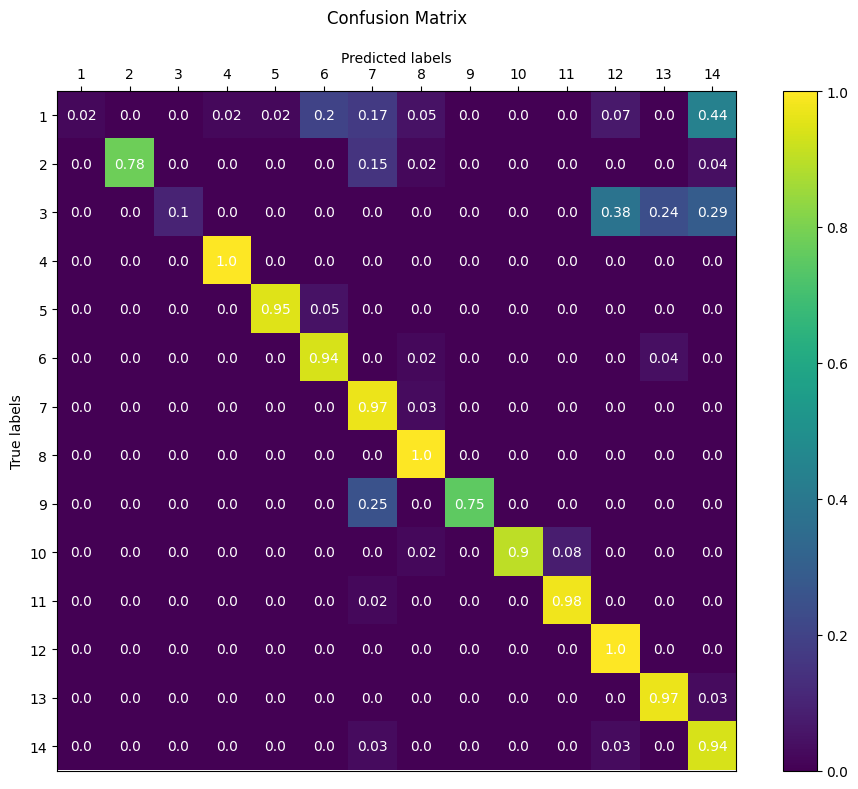 Confusion Matrix
Predicted labels
1 2 3 4 5 6 7 8 9 10 11 12 13 14
1 0.02 0.0 0.0 0.02 0.02 0.2 0.17 0.05 0.0 0.0 0.0 0.07 0.0 0.44
2 0.0 0.78 0.0 0.0 0.0 0.0 0.15 0.02 0.0 0.0 0.0 0.0 0.0 0.04
3 0.0 0.0 0.1 0.0 0.0 0.0 0.0 0.0 0.0 0.0 0.0 0.38 0.24 0.29
4 0.0 0.0 0.0 1.0 0.0 0.0 0.0 0.0 0.0 0.0 0.0 0.0 0.0 0.0
5 0.0 0.0 0.0 0.0 0.95 0.05 0.0 0.0 0.0 0.0 0.0 0.0 0.0 0.0
6 0.0 0.0 0.0 0.0 0.0 0.94 0.0 0.02 0.0 0.0 0.0 0.0 0.04 0.0
7 0.0 0.0 0.0 0.0 0.0 0.0 0.97 0.03 0.0 0.0 0.0 0.0 0.0 0.0
8 0.0 0.0 0.0 0.0 0.0 0.0 0.0 1.0 0.0 0.0 0.0 0.0 0.0 0.0
9 0.0 0.0 0.0 0.0 0.0 0.0 0.25 0.0 0.75 0.0 0.0 0.0 0.0 0.0
10 0.0 0.0 0.0 0.0 0.0 0.0 0.0 0.02 0.0 0.9 0.08 0.0 0.0 0.0
11 0.0 0.0 0.0 0.0 0.0 0.0 0.02 0.0 0.0 0.0 0.98 0.0 0.0 0.0
12 0.0 0.0 0.0 0.0 0.0 0.0 0.0 0.0 0.0 0.0 0.0 1.0 0.0 0.0
13 0.0 0.0 0.0 0.0 0.0 0.0 0.0 0.0 0.0 0.0 0.0 0.0 0.97 0.03
14 0.0 0.0 0.0 0.0 0.0 0.0 0.03 0.0 0.0 0.0 0.0 0.03 0.0 0.94
True labels
1.0
0.8
0.6
0.4
0.2
0.0